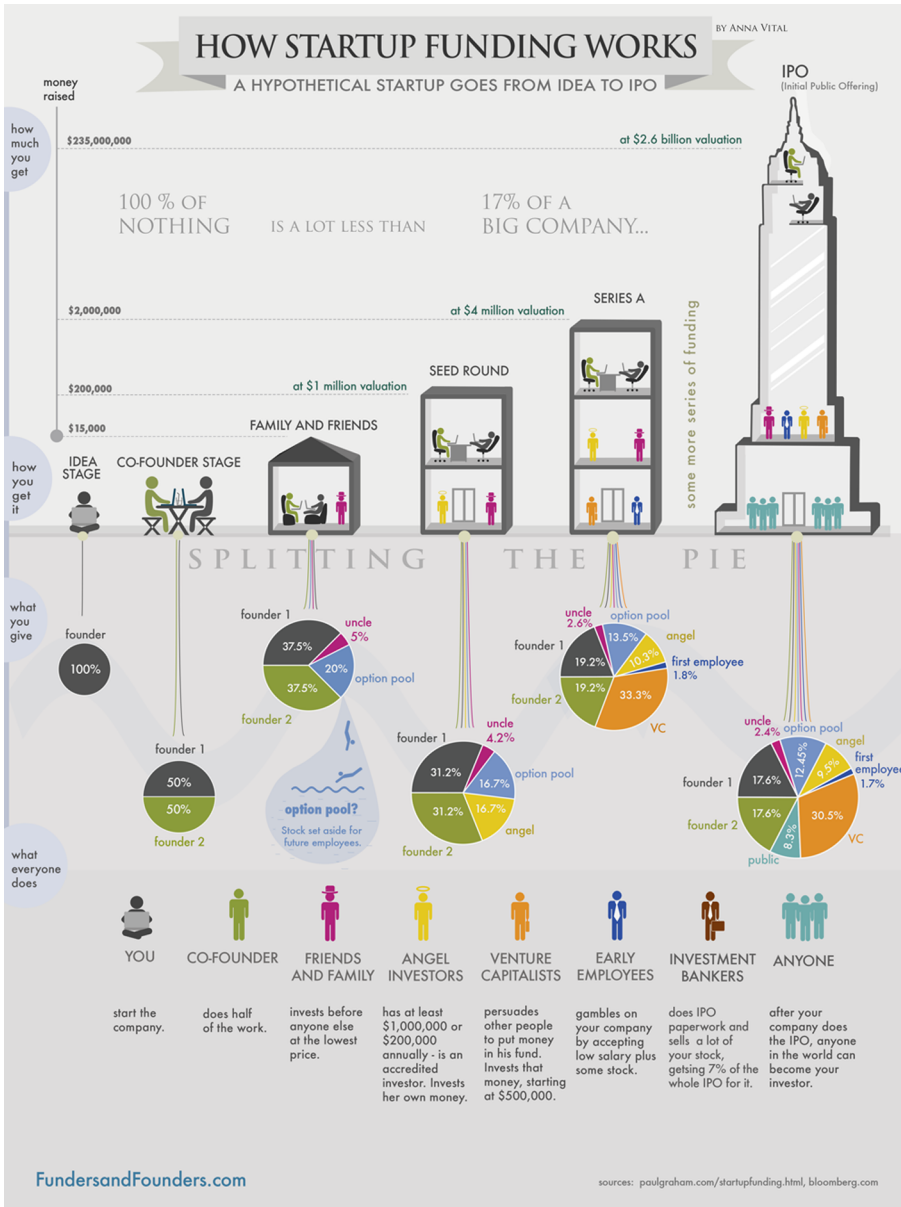 HOW STARTUP FUNDING WORKS
BY ANNA VITAL
A HYPOTHETICAL STARTUP GOES FROM IDEA TO IPO
IPO
(Initial Public Offering)
money
raised
how
much
you
get
$235,000,000
at $2.6 billion valuation
100 % OF
NOTHING
IS A LOT LESS THAN
17% OF A
BIG COMPANY...
$2,000,000
at $4 million valuation
SERIES A
some more series of funding
$200,000
at $1 million valuation
SEED ROUND
$15,000
FAMILY AND FRIENDS
how
you
get
it
IDEA
STAGE
CO-FOUNDER STAGE
SPLITTING THE PIE
what
you
give
founder
100%
founder 1
50%
50%
founder 2
founder 1
uncle
5%
37.5%
20%
option pool
37.5%
founder 2
option pool?
Stock set aside for
future employees.
founder 1
uncle
4.2%
31.2%
16.7%
option pool
31.2%
16.7%
angel
founder 2
uncle
2.6%
option pool
13.5%
angel
10.3%
founder 1
19.2%
first employee
1.8%
19.2%
33.3%
founder 2
VC
uncle
2.4%
option pool
12.45%
angel
9.5%
first
employee
1.7%
founder 1
17.6%
founder 2
17.6%
30.5%
8.3%
VC
public
what
everyone
does
YOU
start the
company.
CO-FOUNDER
does half
of the work.
FRIENDS
AND FAMILY
invests before
anyone else
at the lowest
price.
ANGEL
INVESTORS
has at least
$1,000,000 or
$200,000
annually - is an
accredited
investor. Invests
her own money.
VENTURE
CAPITALISTS
persuades
other people
to put money
in his fund.
Invests that
money, starting
at $500,000.
EARLY
EMPLOYEES
gambles on
your company
by accepting
low salary plus
some stock.
INVESTMENT
BANKERS
does IPO
paperwork and
sells a lot of
your stock,
getsing 7% of the
whole IPO for it.
ANYONE
after your
company does
the IPO, anyone
in the world can
become your
investor.
FundersandFounders.com
sources: paulgraham.com/startupfunding.html, bloomberg.com